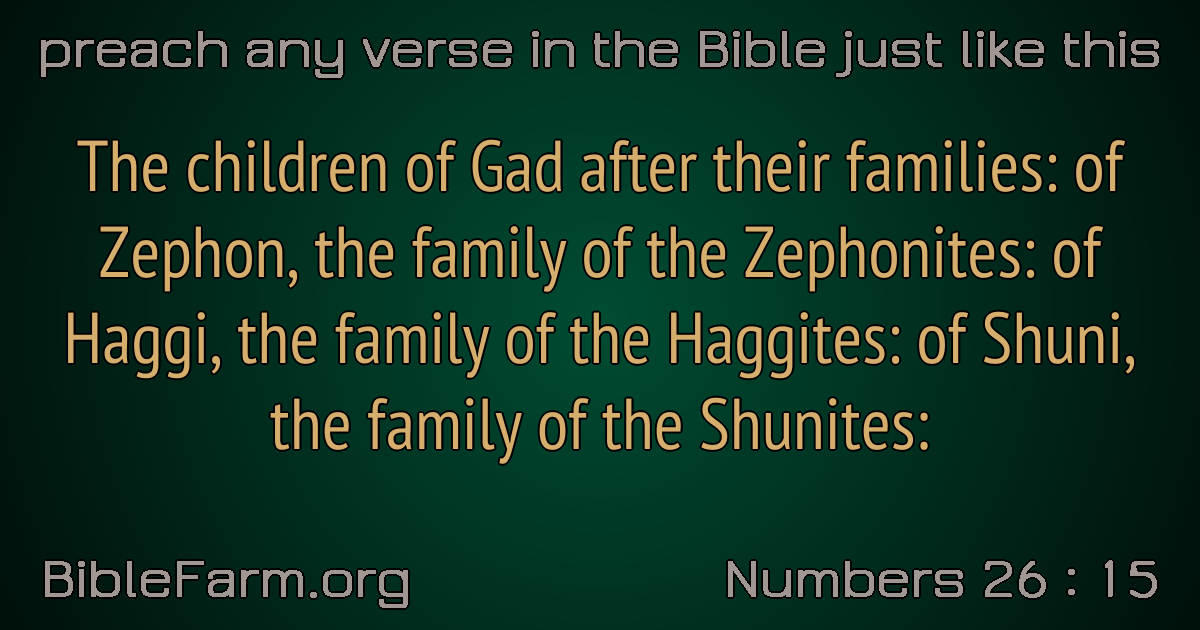 preach any verse in the Bible just like this
The children of Gad after their families: of
Zephon, the family of the Zephonites: of
Haggi, the family of the Haggites: of Shuni,
the family of the Shunites:
BibleFarm.org
Numbers 26 : 15